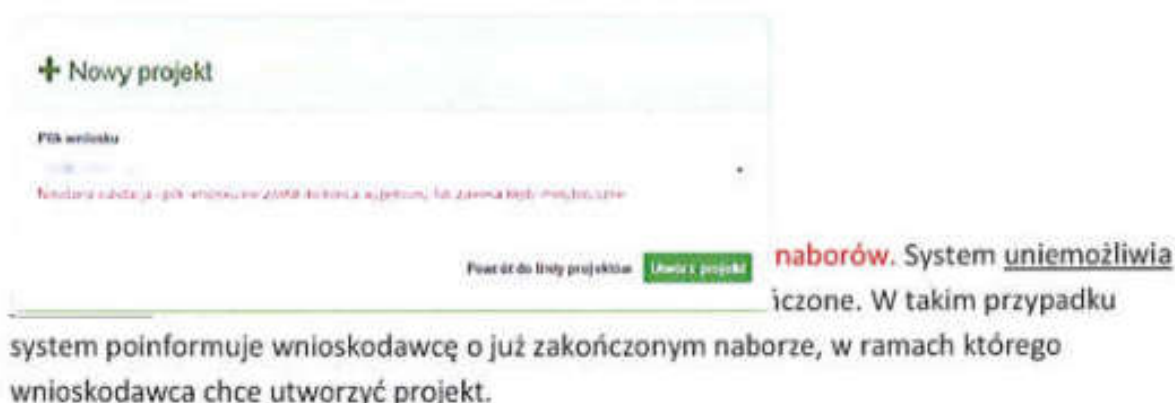 + Nowy projekt
Plik wniosku
Powrót do listy projektów Utwórz projekt
naborów. System uniemożliwia
iczone. W takim przypadku
system poinformuje wnioskodawcę o już zakończonym naborze, w ramach którego
wnioskodawca chce utworzyć projekt.